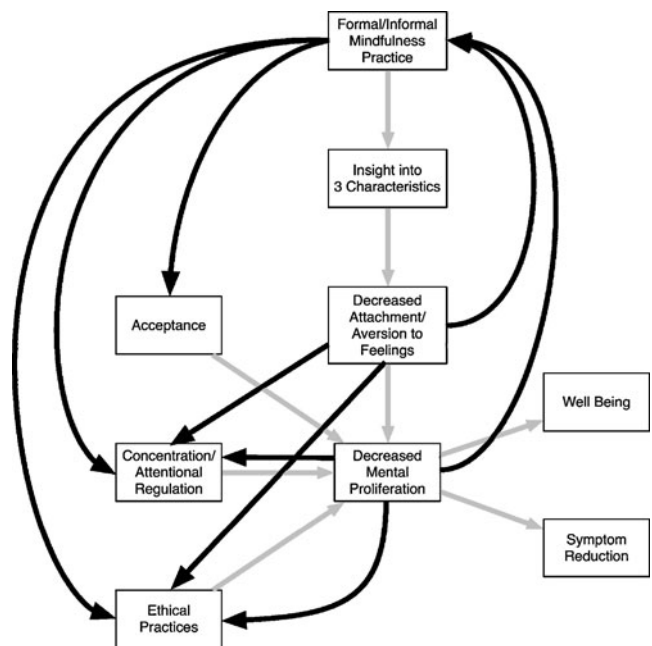 Formal/Informal
Mindfulness
Practice
Insight into
3 Characteristics
Decreased
Attachment/
Aversion to
Feelings
Acceptance
Well Being
Concentration/
Attentional
Regulation
Decreased
Mental
Proliferation
Symptom
Reduction
Ethical
Practices